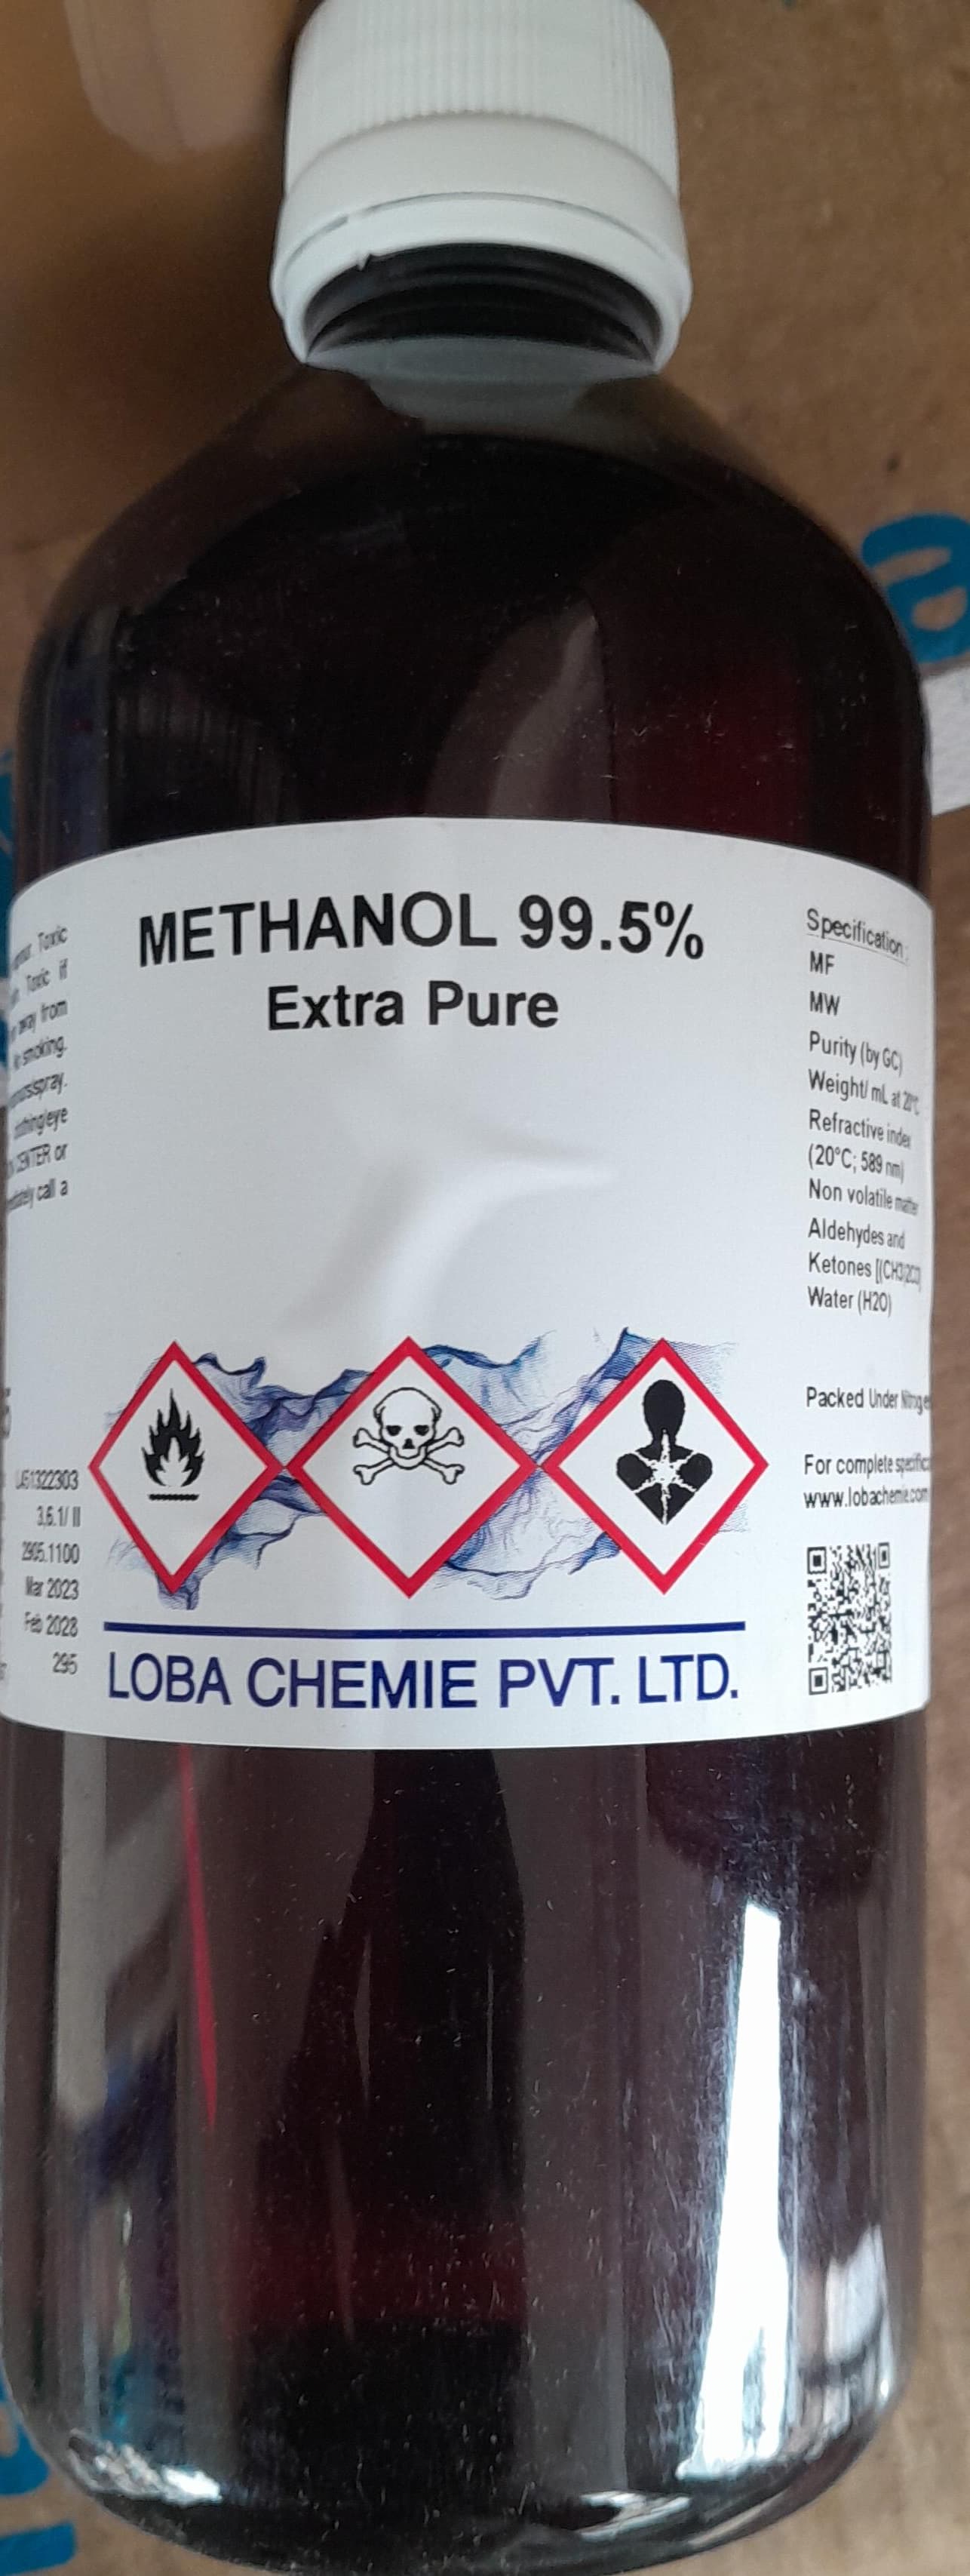 METHANOL 99.5%
Extra Pure
Toxic
Toxic if
away from
smoking.
CENTER or
call a
LA51322303
3,6.1/ II
2905.1100
Mar 2023
Feb 2028
295
LOBA CHEMIE PVT. LTD.
Specification :
MF
MW
Purity (by GC)
Weight/ mL at 20°C
Refractive index
(20°C; 589 nm)
Non volatile matter
Aldehydes and
Ketones
Water (H2O)
Packed Under
For complete
www.lobachemie.com
a